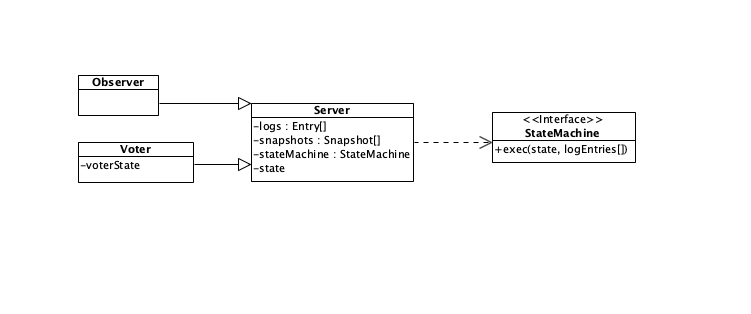 Observer
Voter
-voterState
Server
-logs : Entry[]
-snapshots : Snapshot[]
-stateMachine : StateMachine
-state
<<Interface>>
StateMachine
+exec(state, logEntries[])